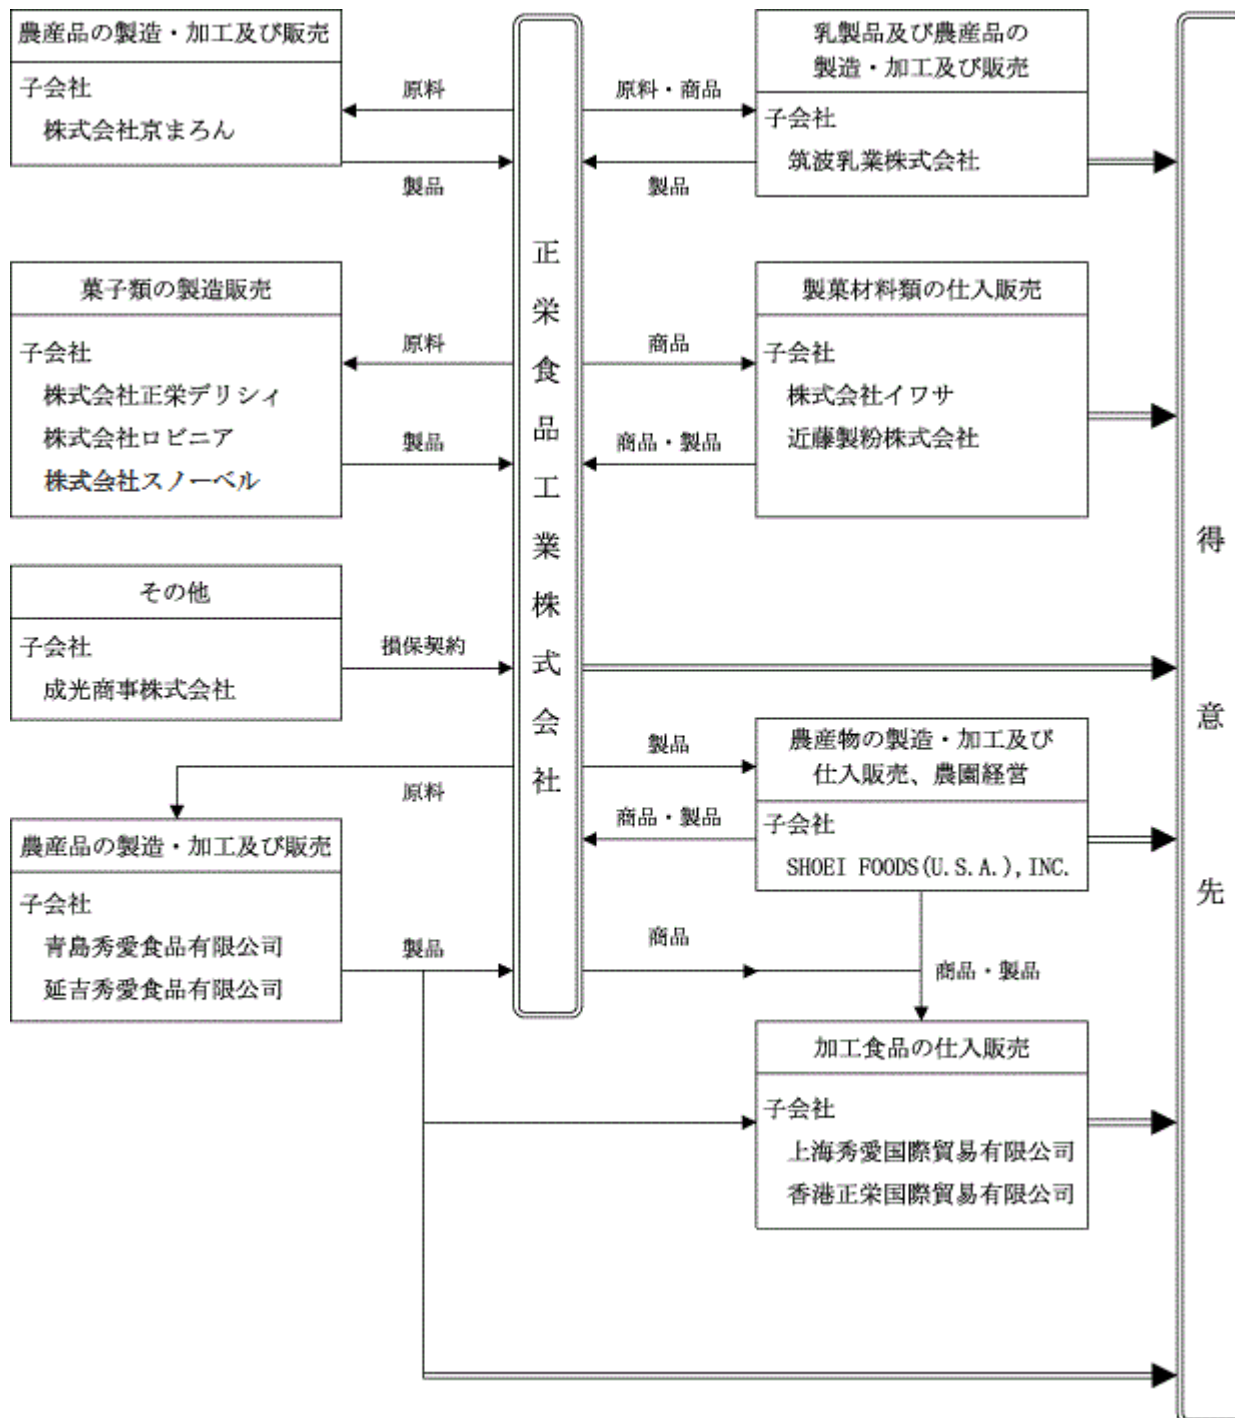 農産品の製造・加工及び販売
子会社
株式会社京まろん
原料
製品
原料・商品
製品
乳製品及び農産品の
製造・加工及び販売
子会社
筑波乳業株式会社
正栄食品工業株式会社
得意先
菓子類の製造販売
子会社
株式会社正栄デリシィ
株式会社ロビニア
株式会社スノーベル
原料
製品
商品
商品・製品
製菓材料類の仕入販売
子会社
株式会社イワサ
近藤製粉株式会社
その他
子会社
成光商事株式会社
損保契約
原料
製品
商品・製品
農産物の製造・加工及び
仕入販売、農園経営
子会社
SHOEI FOODS(U.S.A.),INC.
農産品の製造・加工及び販売
子会社
青島秀愛食品有限公司
延吉秀愛食品有限公司
製品
商品
商品・製品
加工食品の仕入販売
子会社
上海秀愛国際貿易有限公司
香港正栄国際貿易有限公司